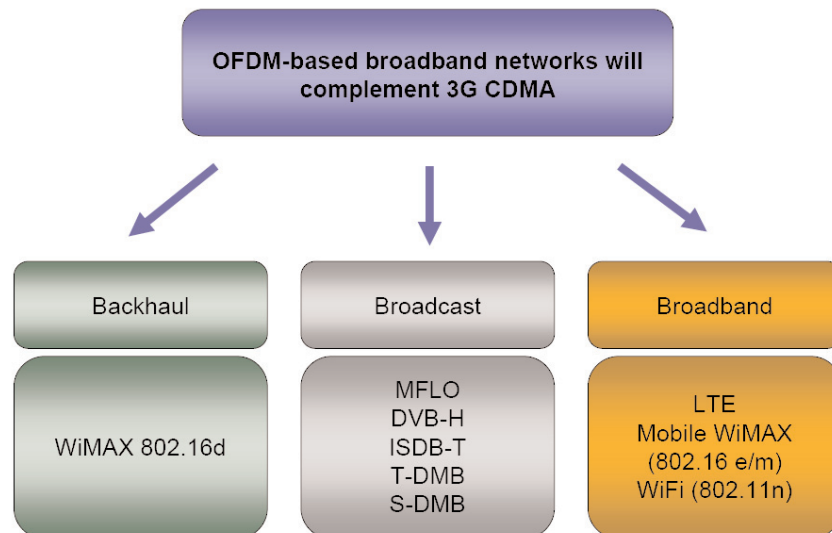 OFDM-based broadband networks will
complement 3G CDMA
Backhaul
Broadcast
Broadband
WiMAX 802.16d
MFLO
DVB-H
ISDB-T
T-DMB
S-DMB
LTE
Mobile WiMAX
(802.16 e/m)
WiFi (802.11n)